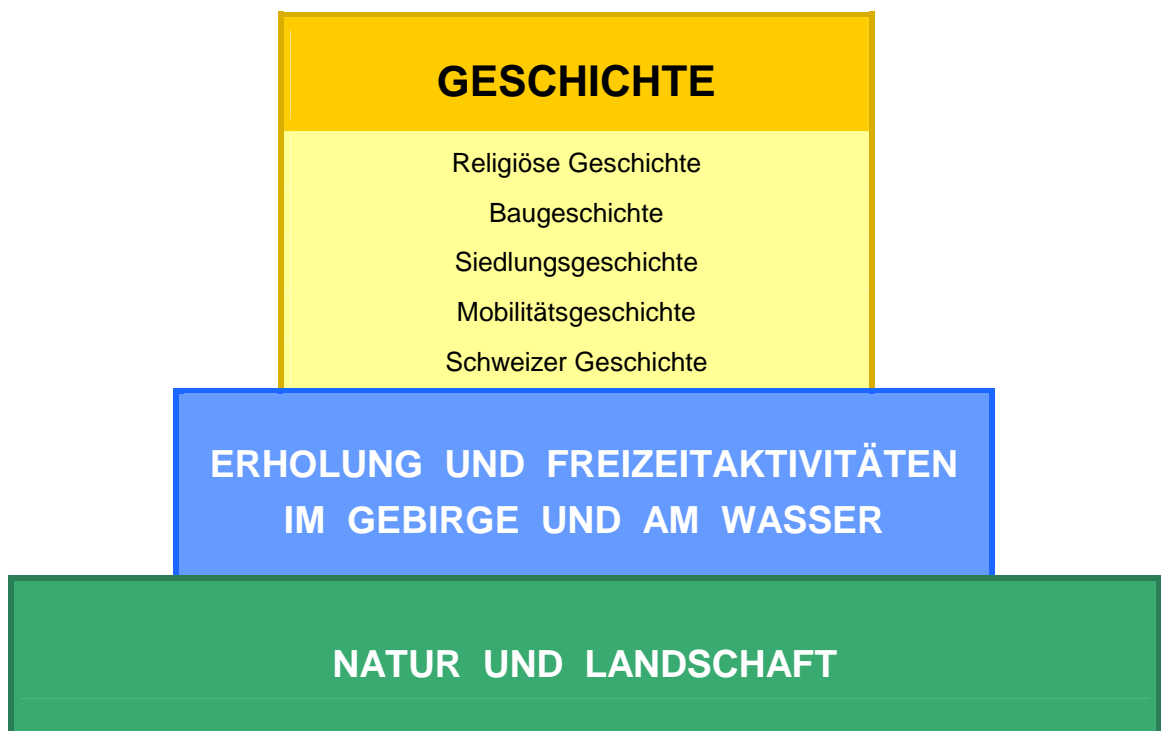 GESCHICHTE
Religiöse Geschichte
Baugeschichte
Siedlungsgeschichte
Mobilitätsgeschichte
Schweizer Geschichte
ERHOLUNG UND FREIZEITAKTIVITÄTEN
IM GEBIRGE UND AM WASSER
NATUR UND LANDSCHAFT